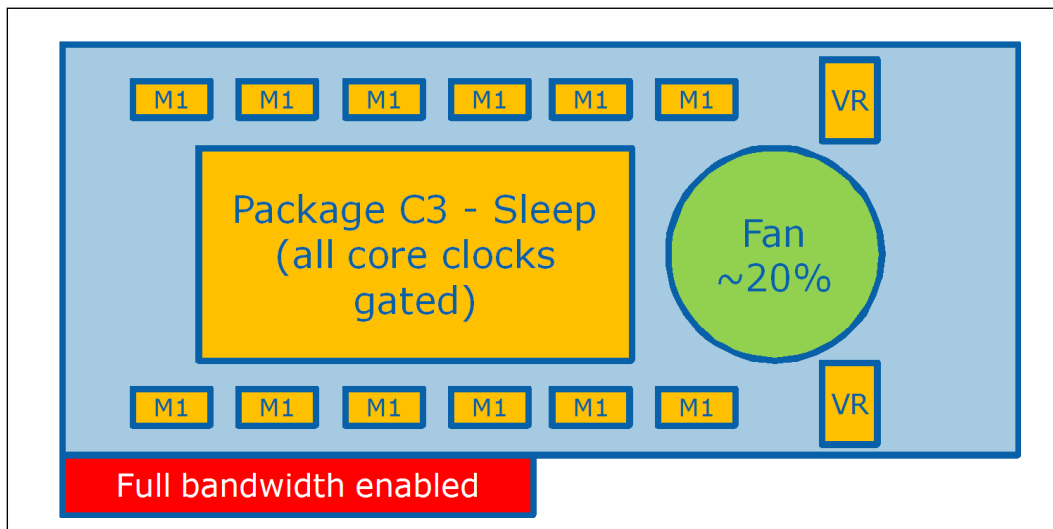 M1 M1 M1 M1 M1 M1 VR
Package C3 - Sleep
(all core clocks
gated)
Fan
~20%
M1 M1 M1 M1 M1 M1 VR
Full bandwidth enabled